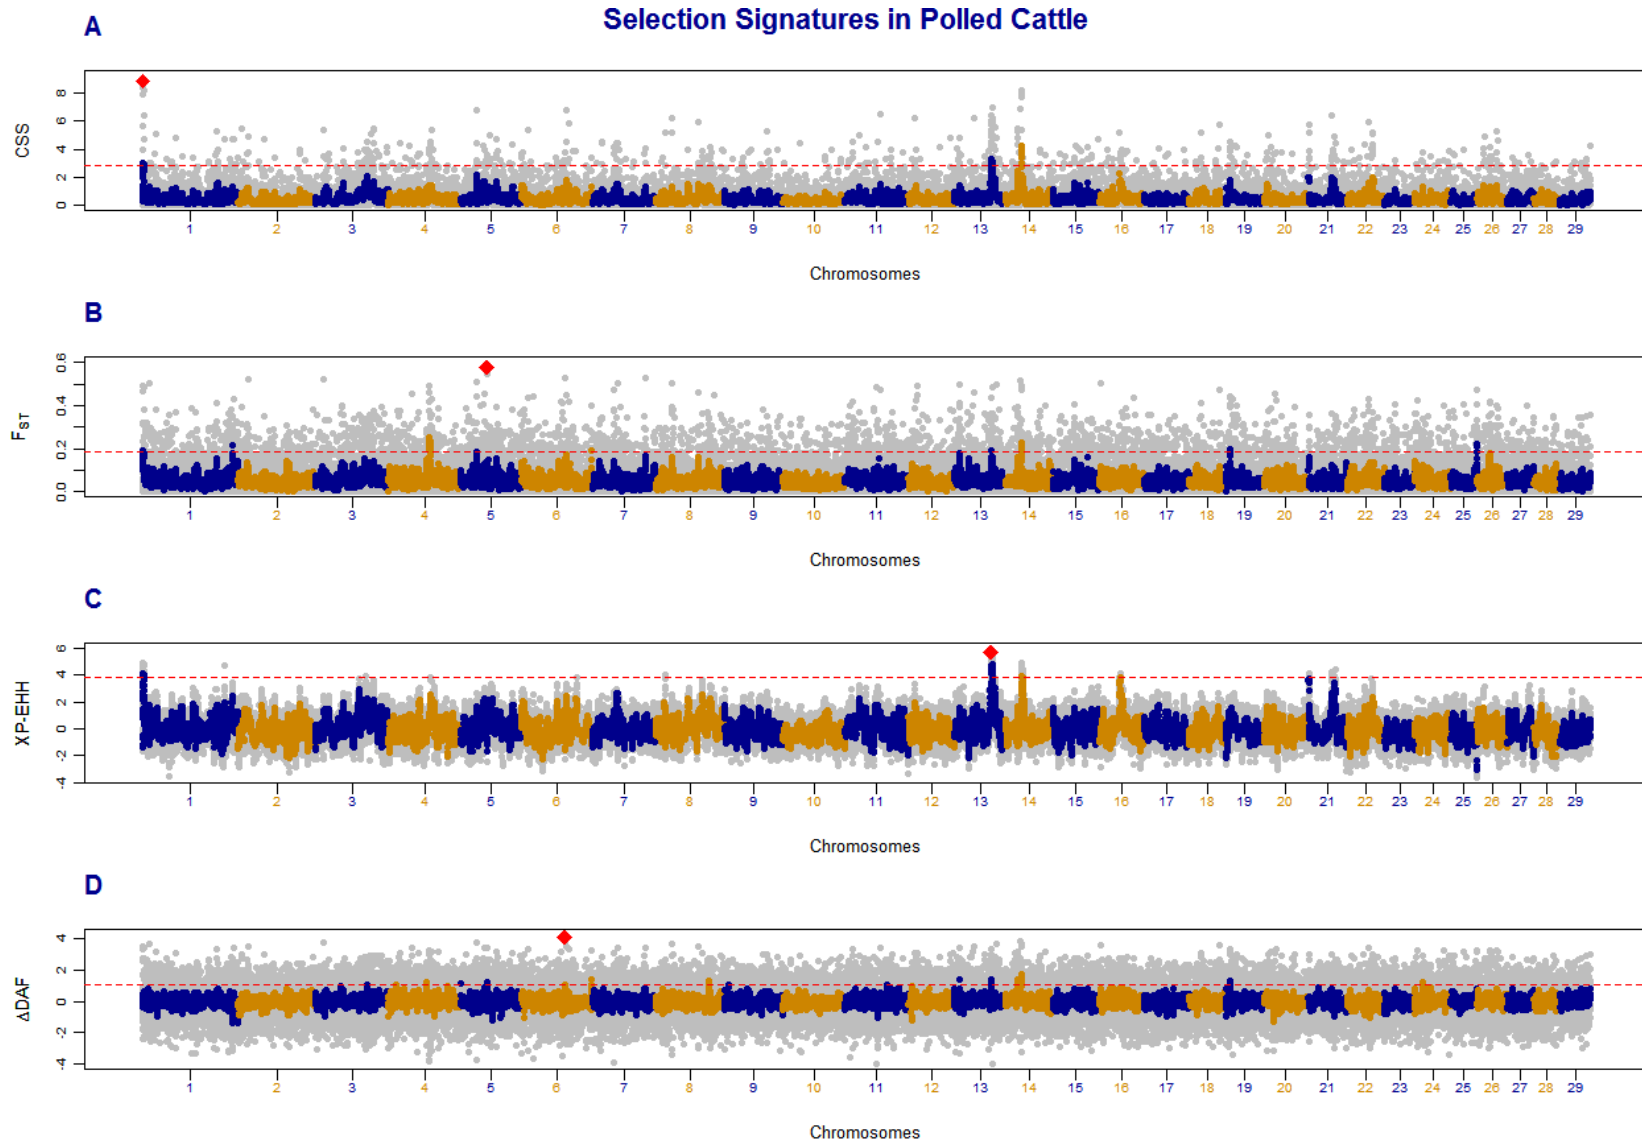 Selection Signatures in Polled Cattle
A
CSS
8
6
4
2
0
1 2 3 4 5 6 7 8 9 10 11 12 13 14 15 16 17 18 19 20 21 22 23 24 25 26 27 28 29
Chromosomes
B
FST
0.6
0.4
0.2
0.0
1 2 3 4 5 6 7 8 9 10 11 12 13 14 15 16 17 18 19 20 21 22 23 24 25 26 27 28 29
Chromosomes
C
XP-EHH
6
4
2
0
-2
-4
1 2 3 4 5 6 7 8 9 10 11 12 13 14 15 16 17 18 19 20 21 22 23 24 25 26 27 28 29
Chromosomes
D
ΔDAF
4
2
0
-2
-4
1 2 3 4 5 6 7 8 9 10 11 12 13 14 15 16 17 18 19 20 21 22 23 24 25 26 27 28 29
Chromosomes